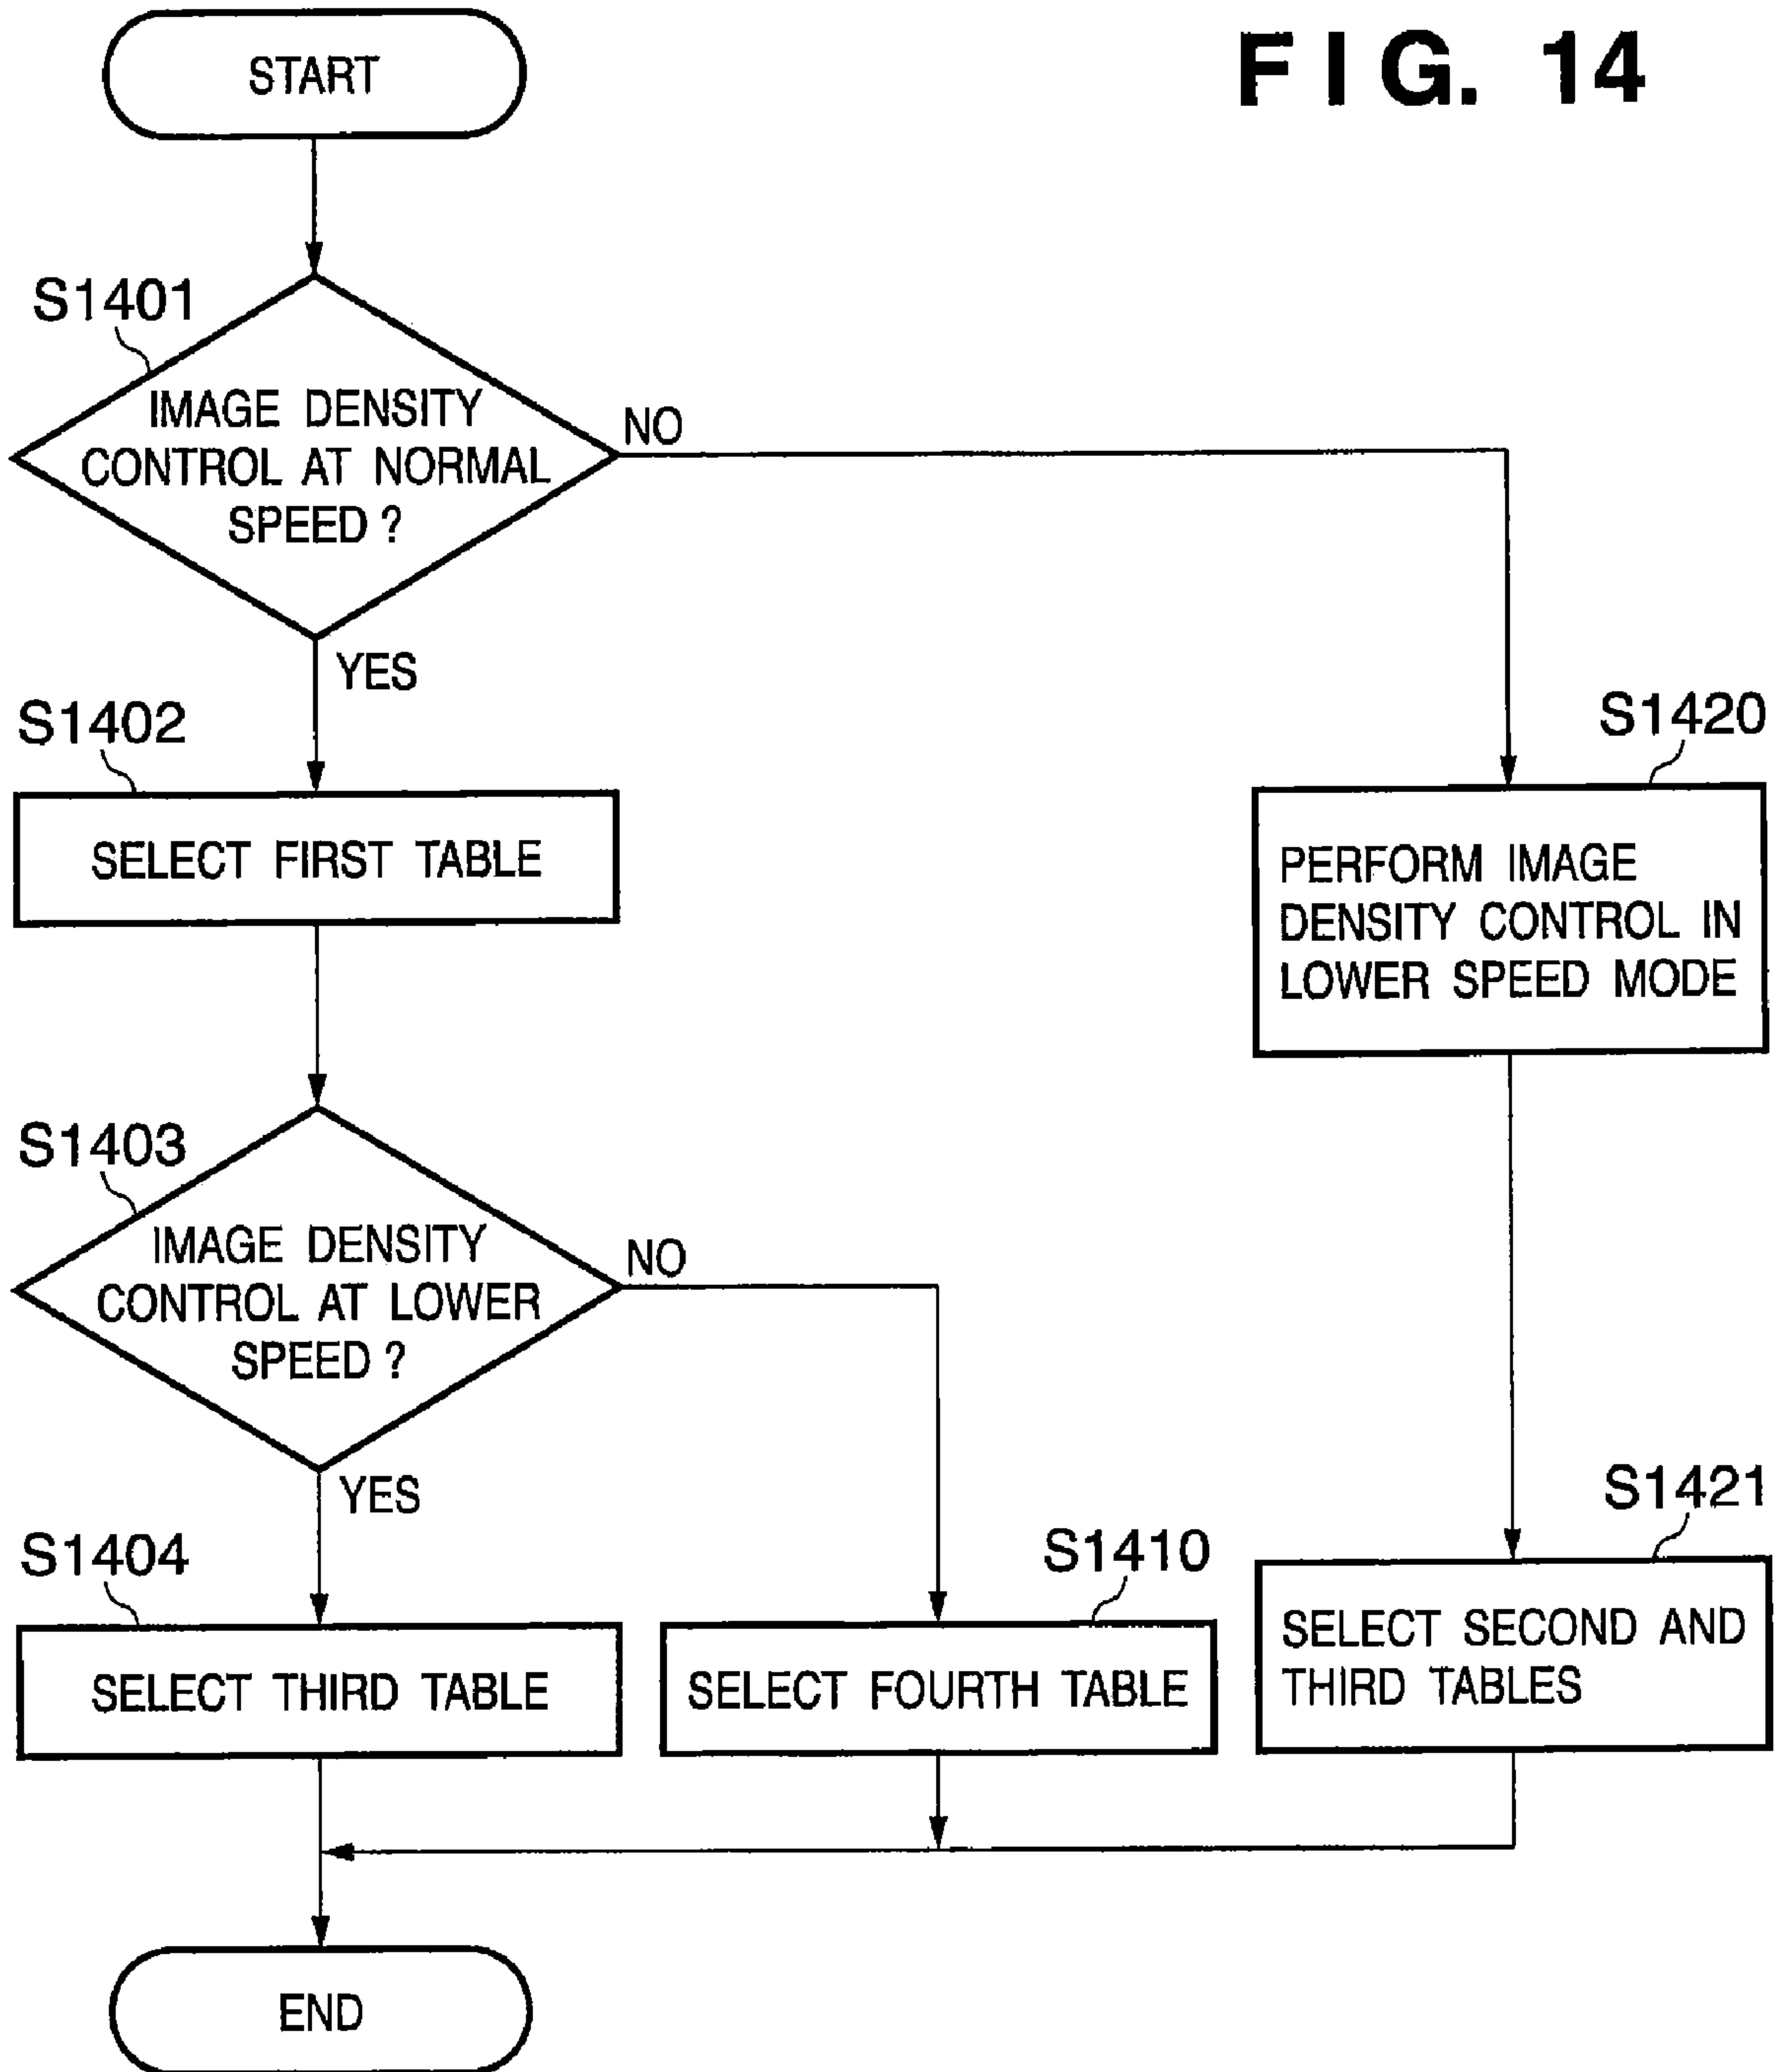 FIG. 14
START
S1401
IMAGE DENSITY
CONTROL AT NORMAL
SPEED?
NO
YES
S1402
SELECT FIRST TABLE
S1420
PERFORM IMAGE
DENSITY CONTROL IN
LOWER SPEED MODE
S1403
IMAGE DENSITY
CONTROL AT LOWER
SPEED?
NO
YES
S1404
SELECT THIRD TABLE
S1410
SELECT FOURTH TABLE
S1421
SELECT SECOND AND
THIRD TABLES
END